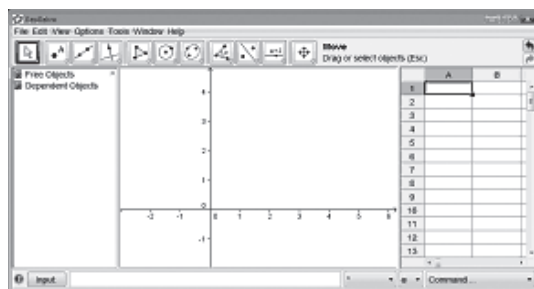 GeoGebra
File Edit View Options Tools Window Help
Move
Drag or select objects (Esc)
Free Objects
Dependent Objects
A B
1
2
3
4
5
6
7
8
9
10
11
12
13
4
3
2
1
0
-2 -1 0 1 2 3 4 5 6
-1
Input:
Command ...